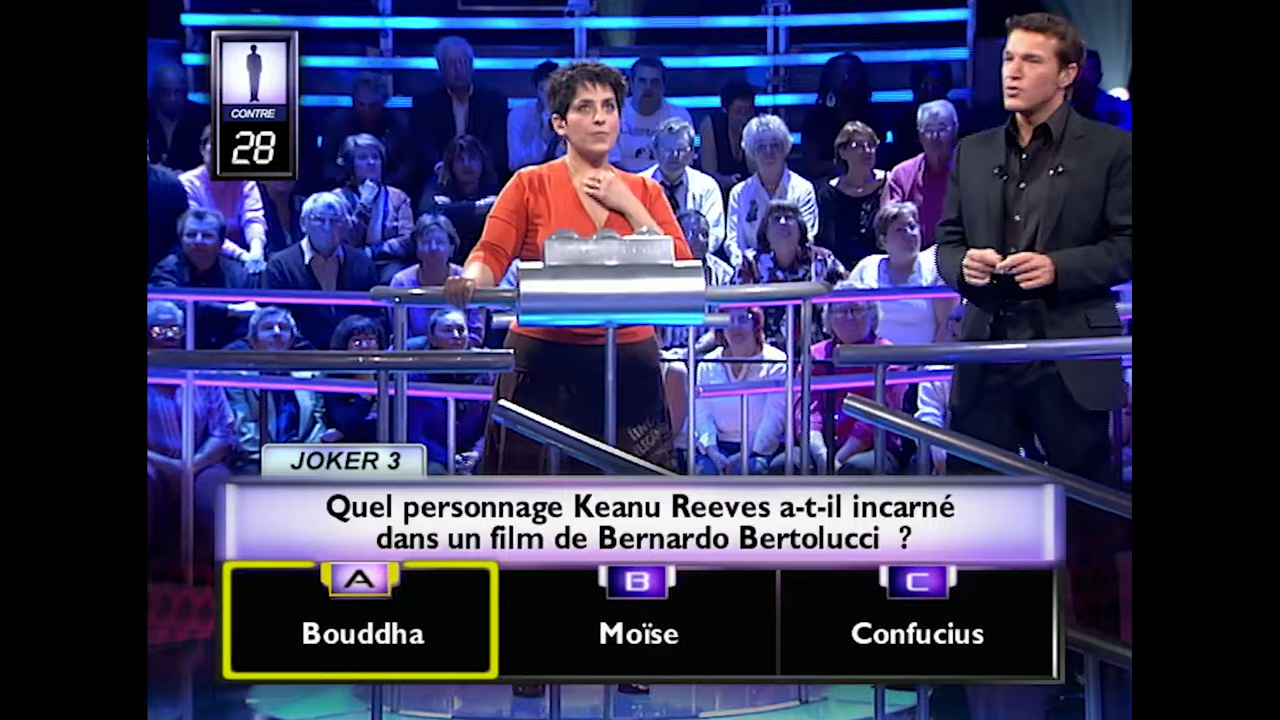 CONTRE
28
JOKER 3
Quel personnage Keanu Reeves a-t-il incarné
dans un film de Bernardo Bertolucci ?
A
B
C
Bouddha
Moïse
Confucius